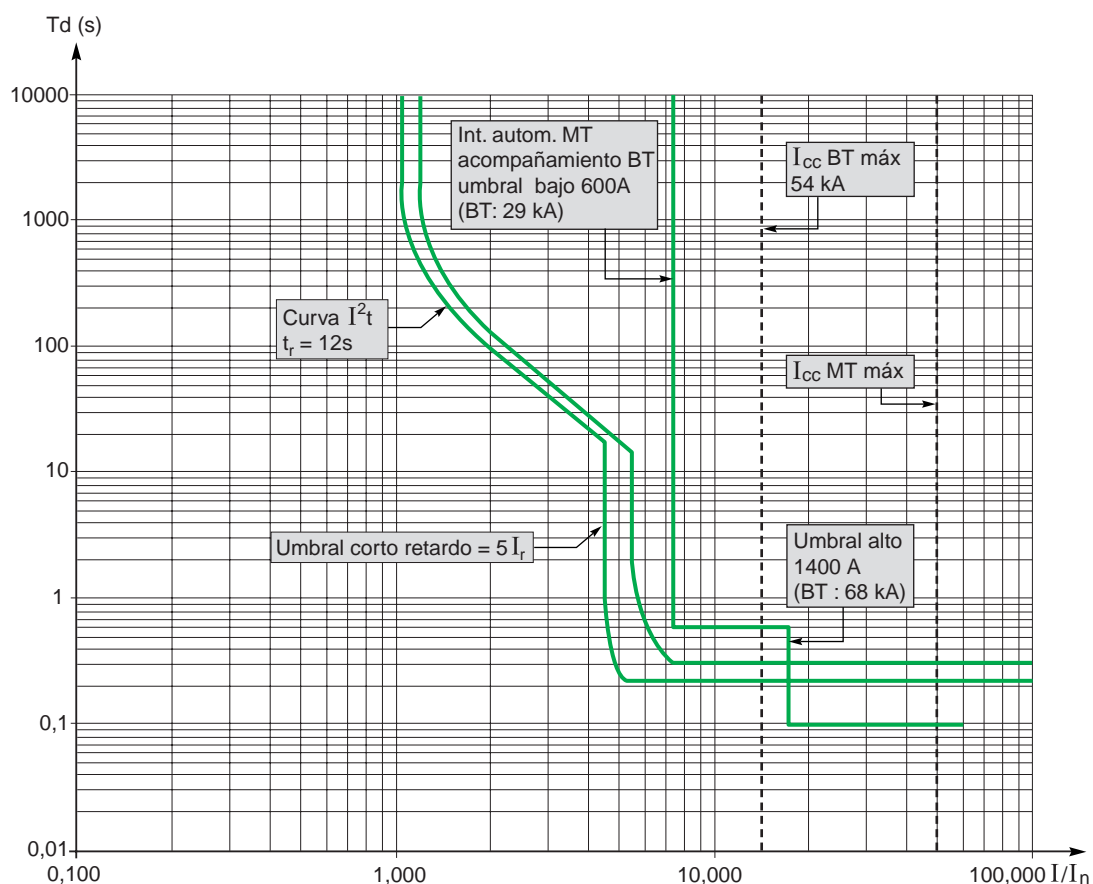 Td (s)
10000
1000
100
10
1
0,1
0,01
Int. autom. MT
acompañamiento BT
umbral bajo 600A
(BT: 29 kA)
Icc BT máx
54 kA
Curva I²t
tr = 12s
Icc MT máx
Umbral corto retardo = 5 Ir
Umbral alto
1400 A
(BT : 68 kA)
0,100
1,000
10,000
100,000
I/In